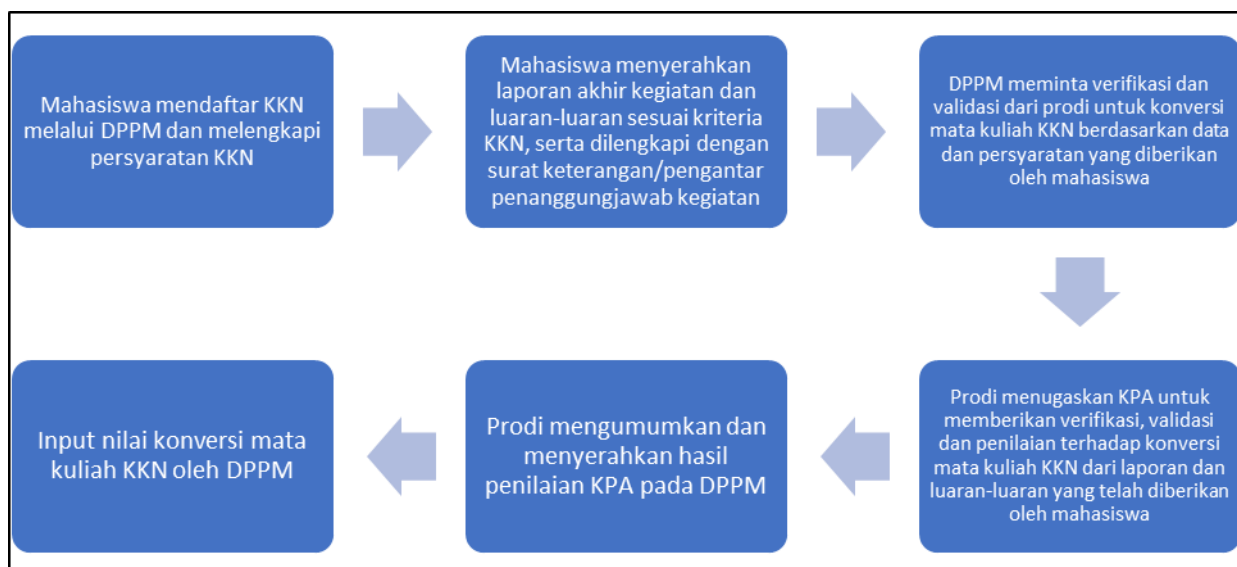 Mahasiswa mendaftar KKN
melalui DPPM dan melengkapi
persyaratan KKN
Mahasiswa menyerahkan
laporan akhir kegiatan dan
luaran-luaran sesuai kriteria
KKN, serta dilengkapi dengan
surat keterangan/pengantar
penanggungjawab kegiatan
DPPM meminta verifikasi dan
validasi dari prodi untuk konversi
mata kuliah KKN berdasarkan data
dan persyaratan yang diberikan
oleh mahasiswa
Prodi menugaskan KPA untuk
memberikan verifikasi, validasi
dan penilaian terhadap konversi
mata kuliah KKN dari laporan dan
luaran-luaran yang telah diberikan
oleh mahasiswa
Prodi mengumumkan dan
menyerahkan hasil
penilaian KPA pada DPPM
Input nilai konversi mata
kuliah KKN oleh DPPM